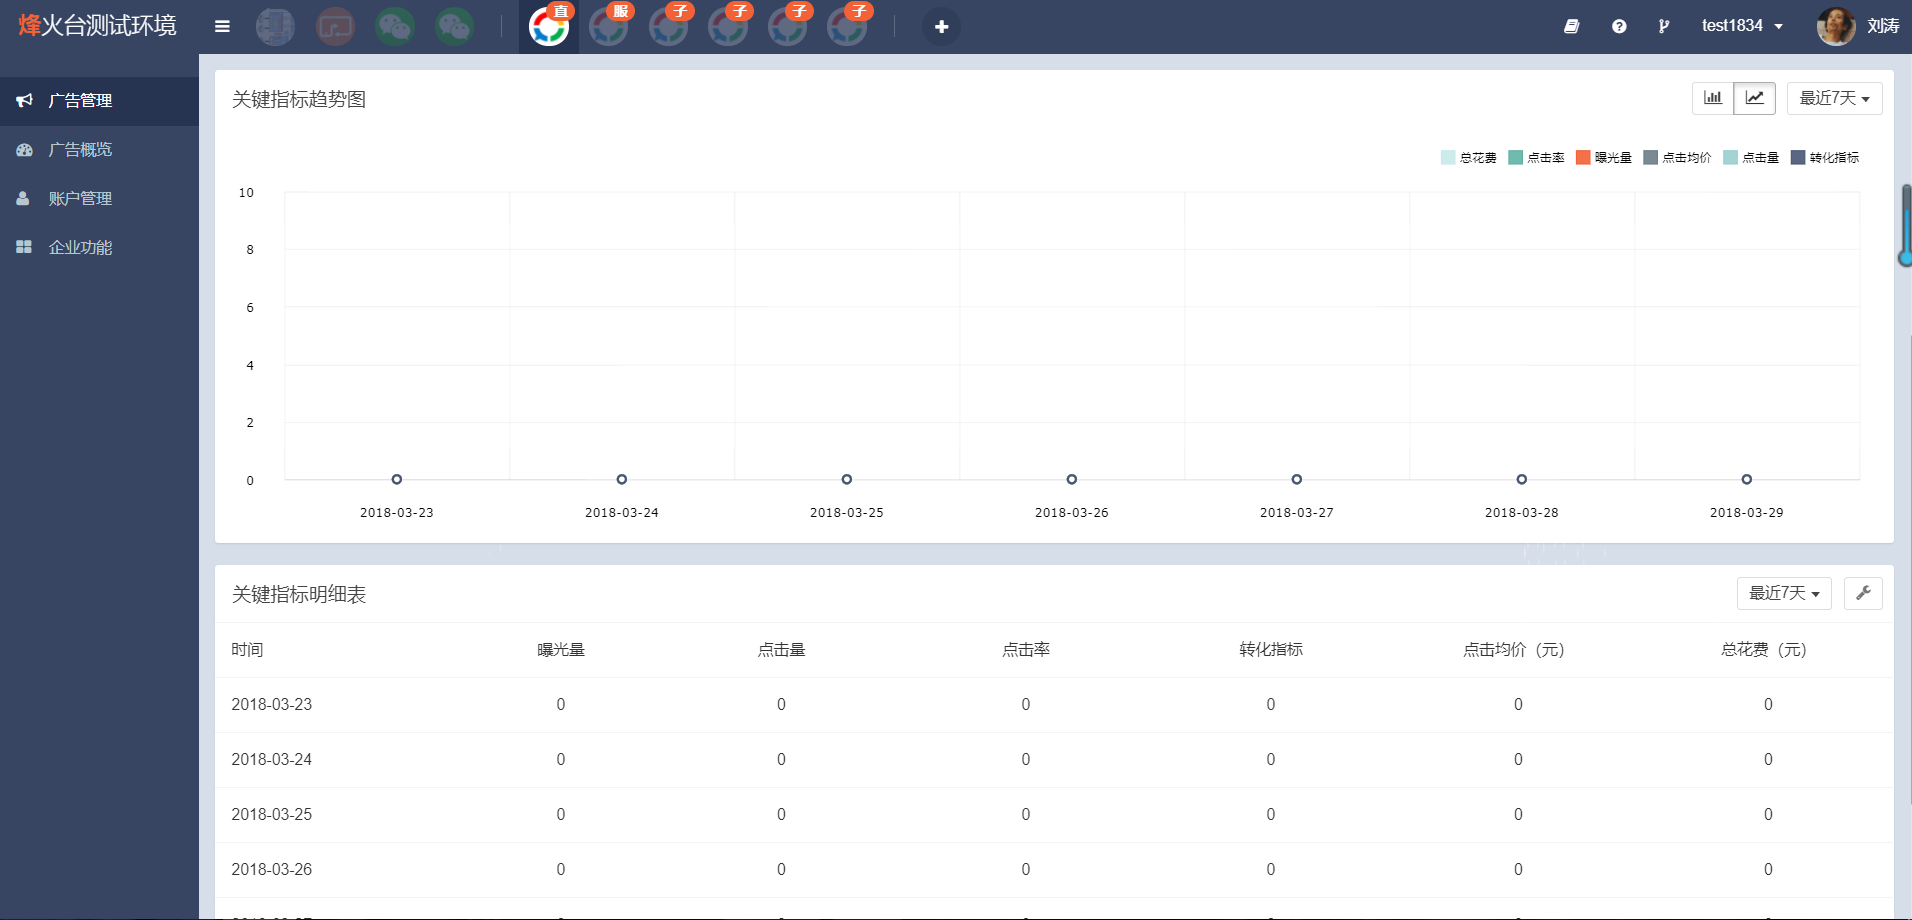 烽火台测试环境
直
服
子
子
子
子
test1834
刘涛
广告管理
广告概览
账户管理
企业功能
关键指标趋势图
最近7天
总花费 点击率 曝光量 点击均价 点击量 转化指标
10
8
6
4
2
0
2018-03-23 2018-03-24 2018-03-25 2018-03-26 2018-03-27 2018-03-28 2018-03-29
关键指标明细表
最近7天
时间 曝光量 点击量 点击率 转化指标 点击均价（元） 总花费（元）
2018-03-23 0 0 0 0 0 0
2018-03-24 0 0 0 0 0 0
2018-03-25 0 0 0 0 0 0
2018-03-26 0 0 0 0 0 0